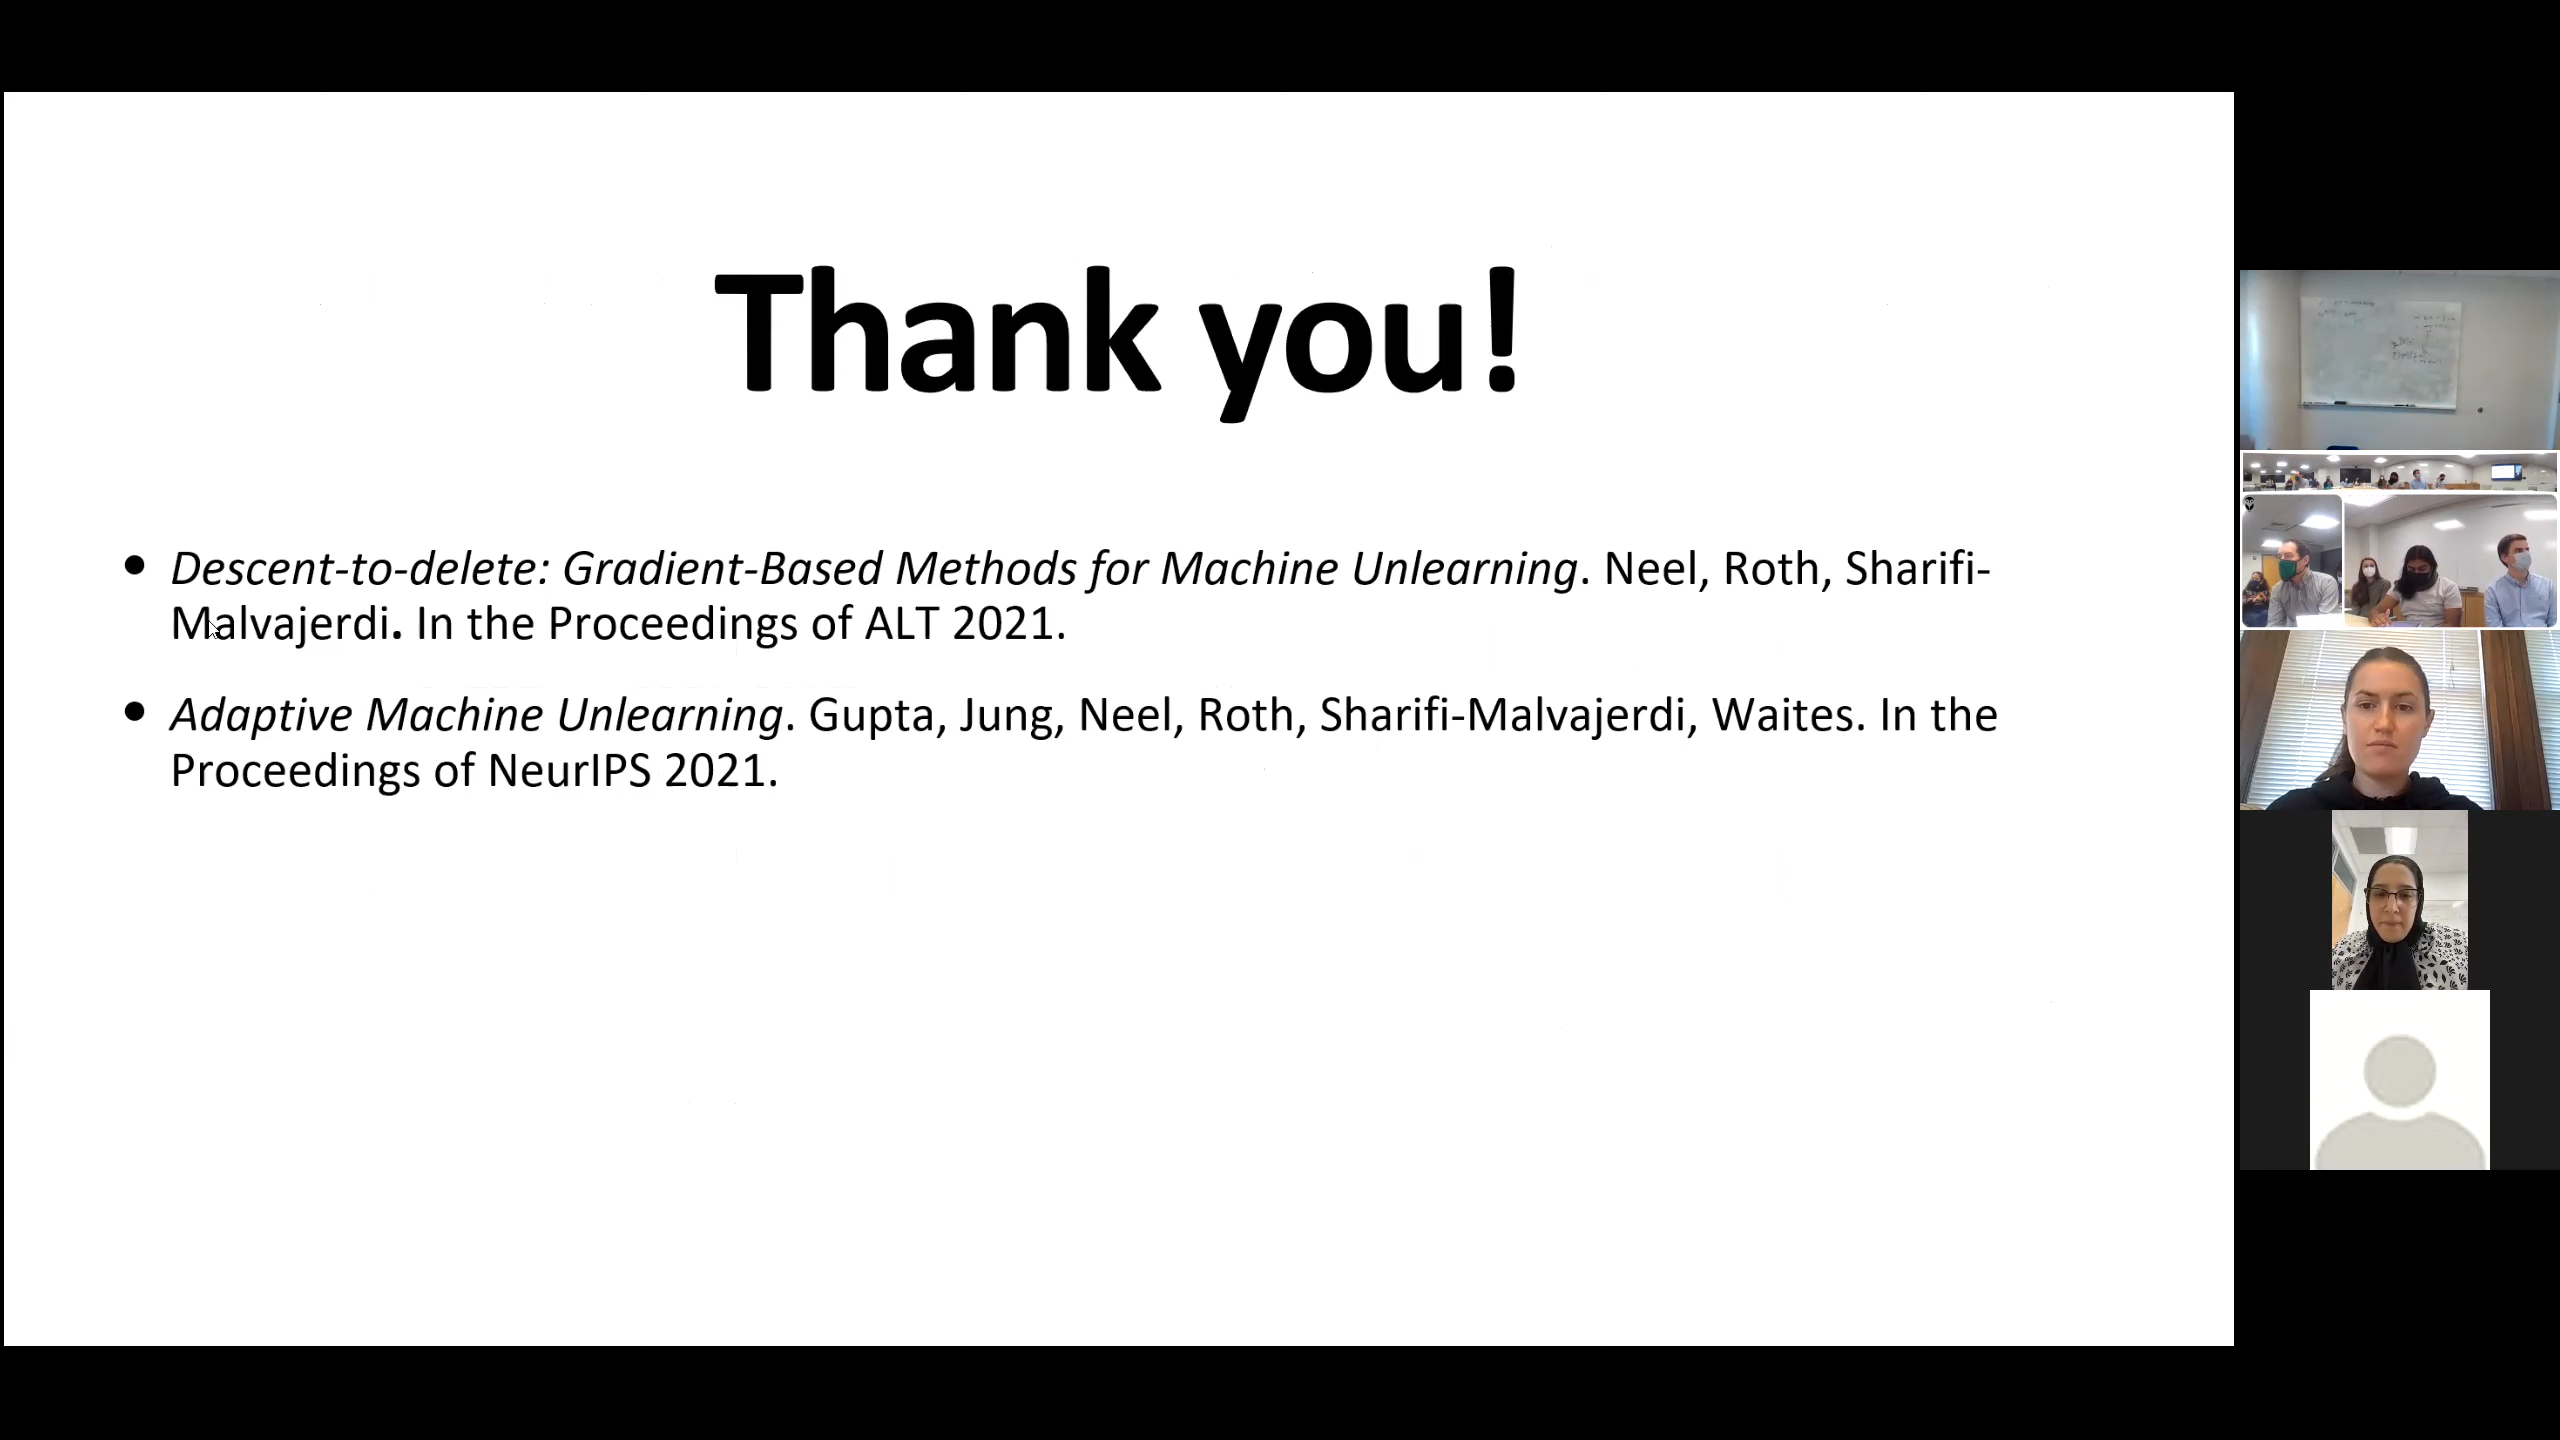 Thank you!
• Descent-to-delete: Gradient-Based Methods for Machine Unlearning. Neel, Roth, Sharifi-
Malvajerdi. In the Proceedings of ALT 2021.
• Adaptive Machine Unlearning. Gupta, Jung, Neel, Roth, Sharifi-Malvajerdi, Waites. In the
Proceedings of NeurIPS 2021.